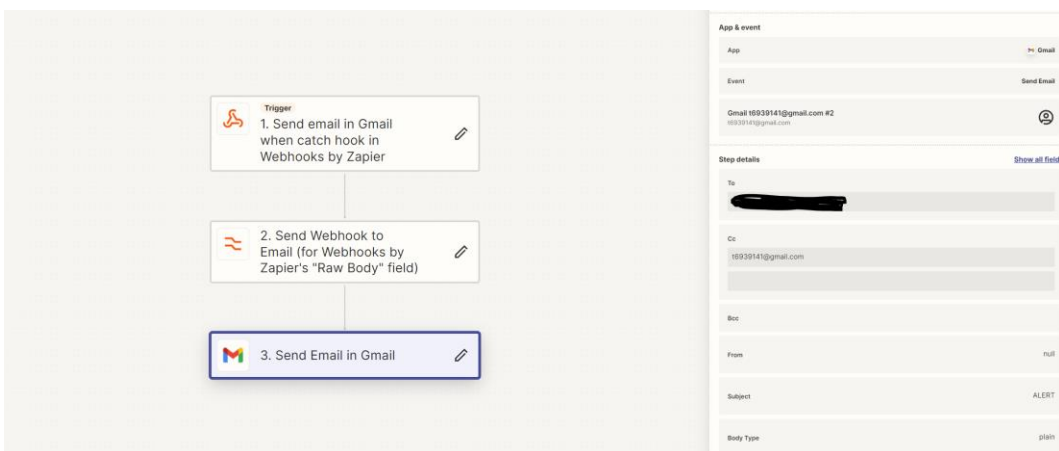 Trigger
1. Send email in Gmail
when catch hook in
Webhooks by Zapier
2. Send Webhook to
Email (for Webhooks by
Zapier's "Raw Body" field)
3. Send Email in Gmail
App & event
App
Gmail
Event
Send Email
Gmail t6939141@gmail.com #2
t6939141@gmail.com
Step details
Show all field
To
Cc
t6939141@gmail.com
Bcc
From
null
Subject
ALERT
Body Type
plain